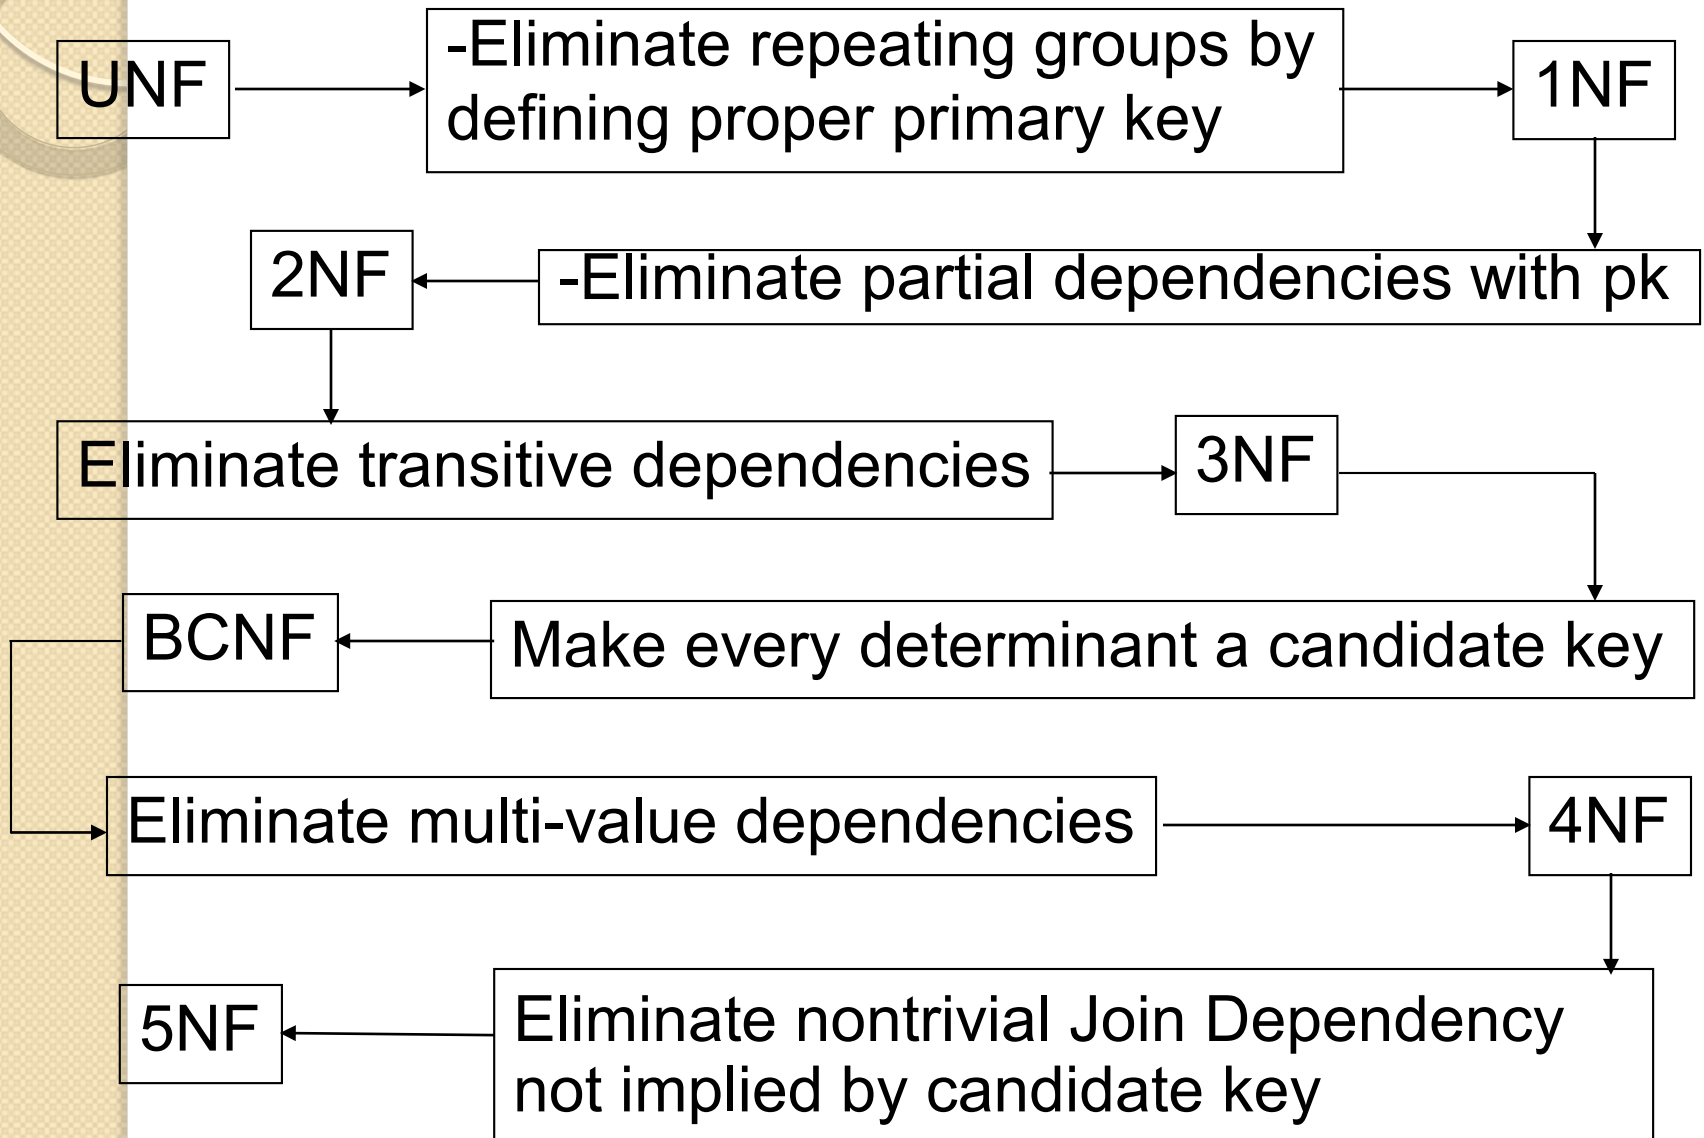 UNF
-Eliminate repeating groups by
defining proper primary key
1NF
2NF
-Eliminate partial dependencies with pk
Eliminate transitive dependencies
3NF
BCNF
Make every determinant a candidate key
Eliminate multi-value dependencies
4NF
5NF
Eliminate nontrivial Join Dependency
not implied by candidate key